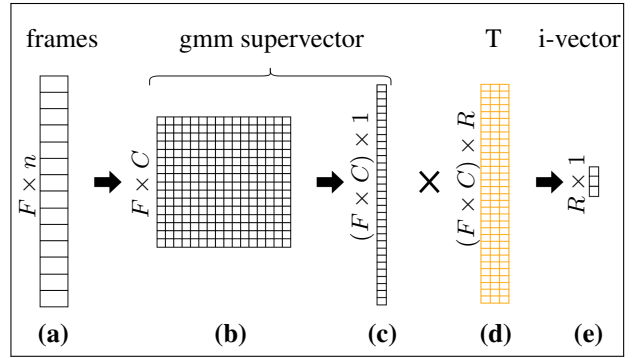 frames gmm supervector T i-vector
F × n
F × C
(F × C) × 1
×
(F × C) × R
R × 1
(a) (b) (c) (d) (e)